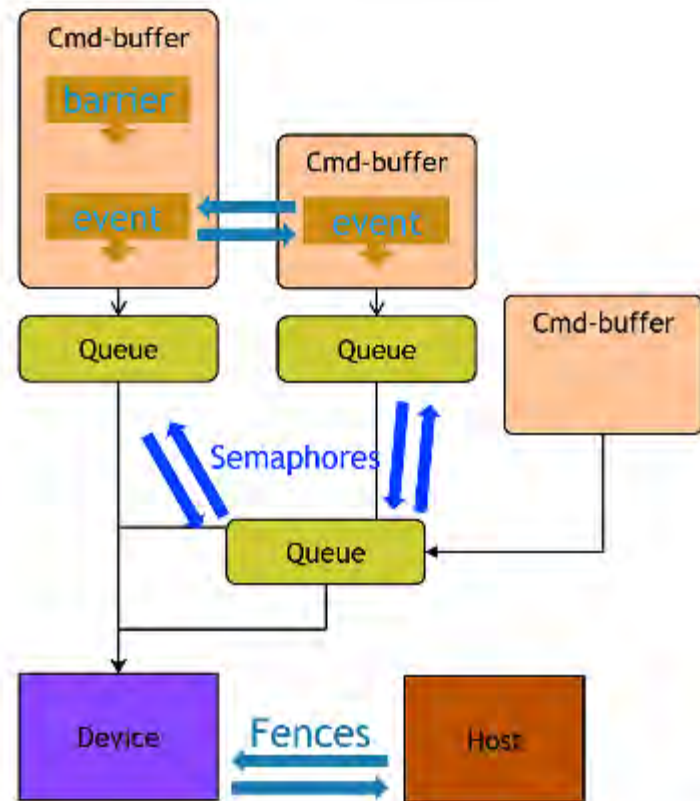 Cmd-buffer
barrier
Cmd-buffer
event
event
Cmd-buffer
Queue
Queue
Semaphores
Queue
Device
Fences
Host